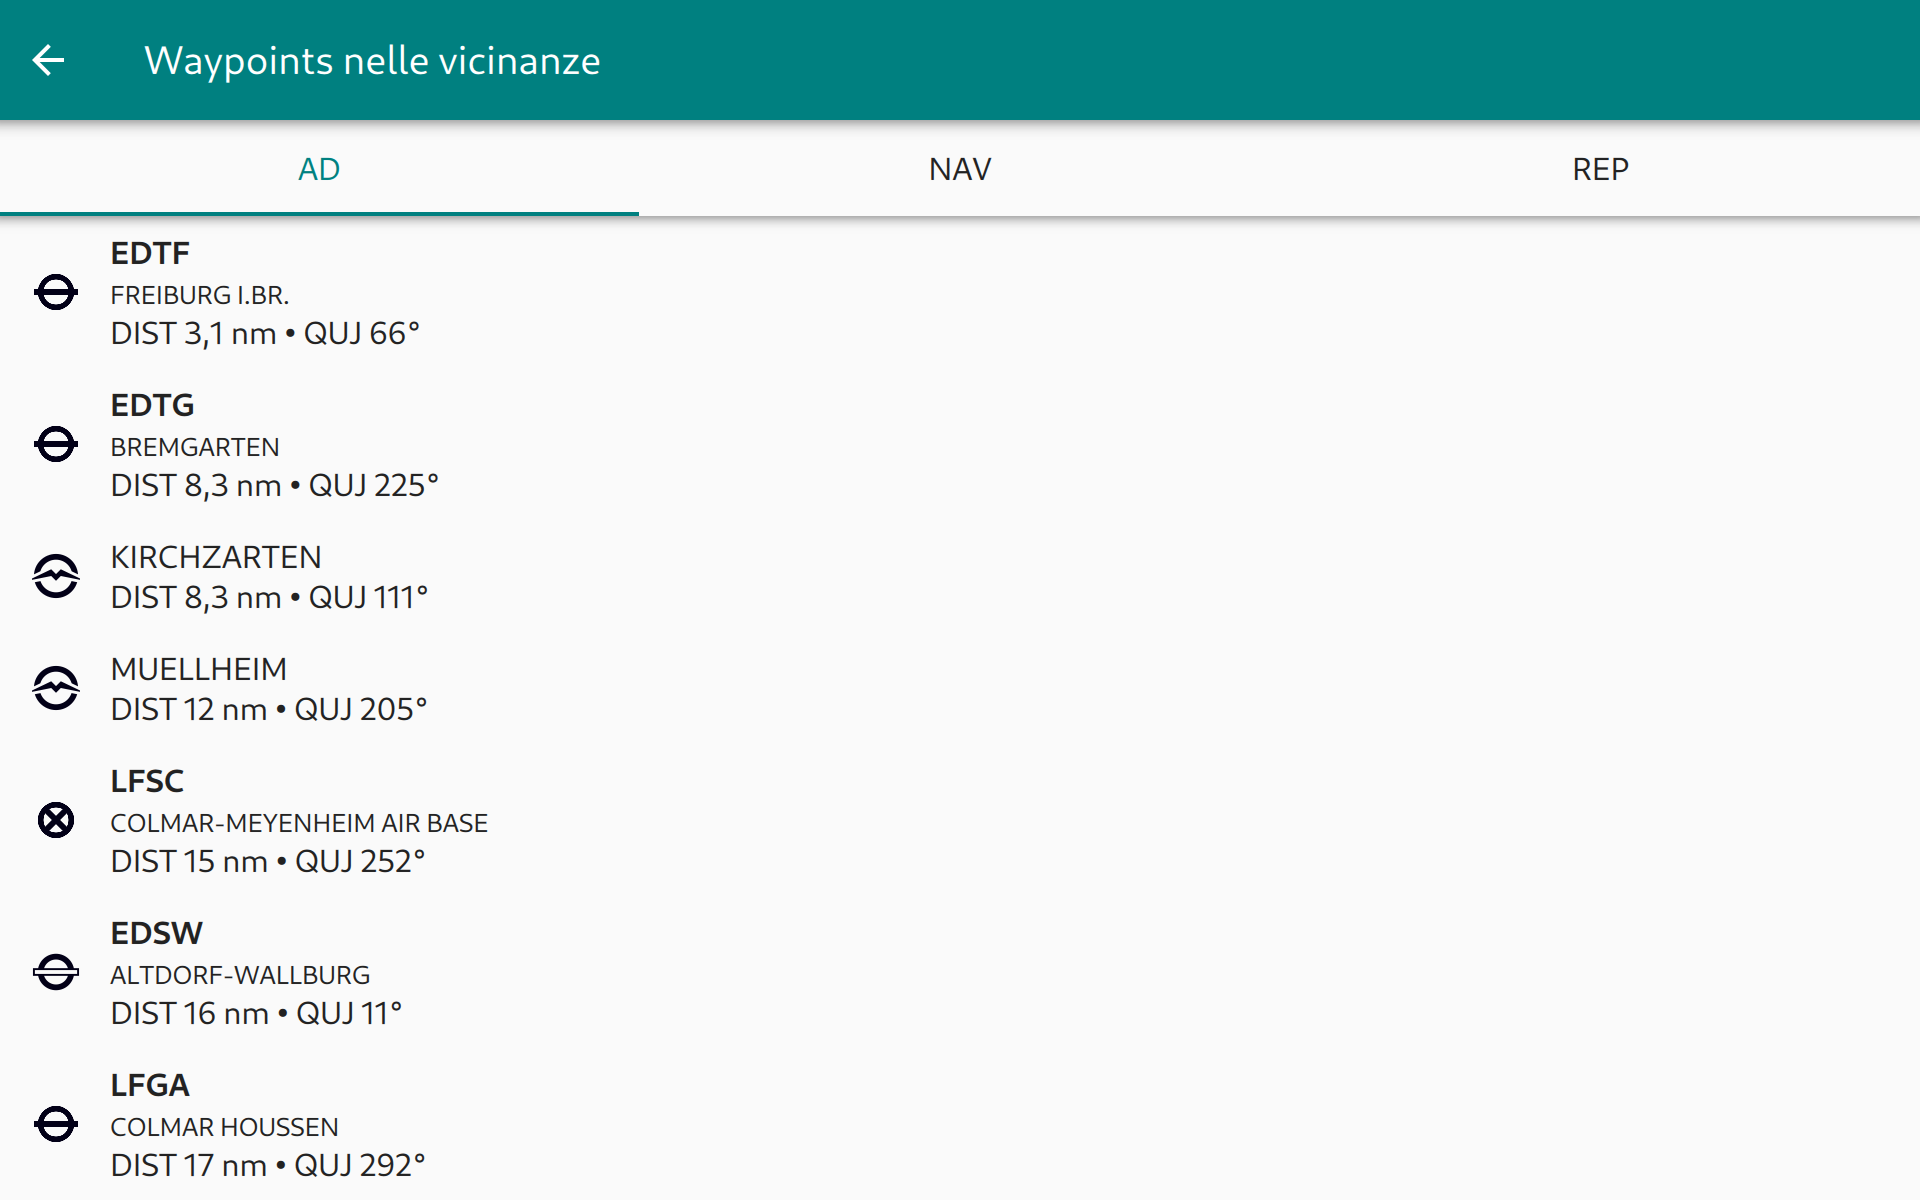 Waypoints nelle vicinanze
AD
NAV
REP
EDTF
FREIBURG I.BR.
DIST 3,1 nm • QUJ 66°
EDTG
BREMGARTEN
DIST 8,3 nm • QUJ 225°
KIRCHZARTEN
DIST 8,3 nm • QUJ 111°
MUELLHEIM
DIST 12 nm • QUJ 205°
LFSC
COLMAR-MEYENHEIM AIR BASE
DIST 15 nm • QUJ 252°
EDSW
ALTDORF-WALLBURG
DIST 16 nm • QUJ 11°
LFGA
COLMAR HOUSSEN
DIST 17 nm • QUJ 292°